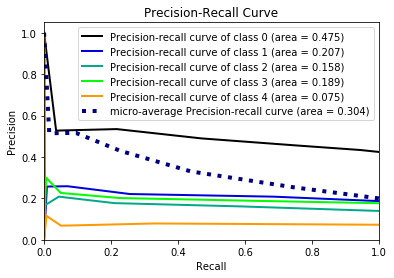 Precision-Recall Curve
Precision-recall curve of class 0 (area = 0.475)
Precision-recall curve of class 1 (area = 0.207)
Precision-recall curve of class 2 (area = 0.158)
Precision-recall curve of class 3 (area = 0.189)
Precision-recall curve of class 4 (area = 0.075)
micro-average Precision-recall curve (area = 0.304)
Precision
1.0
0.8
0.6
0.4
0.2
0.0
0.0 0.2 0.4 0.6 0.8 1.0
Recall